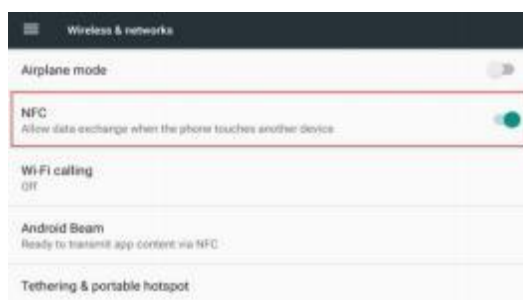 Wireless & networks
Airplane mode
NFC
Allow data exchange when the phone touches another device
Wi-Fi calling
Off
Android Beam
Ready to transmit app content via NFC
Tethering & portable hotspot